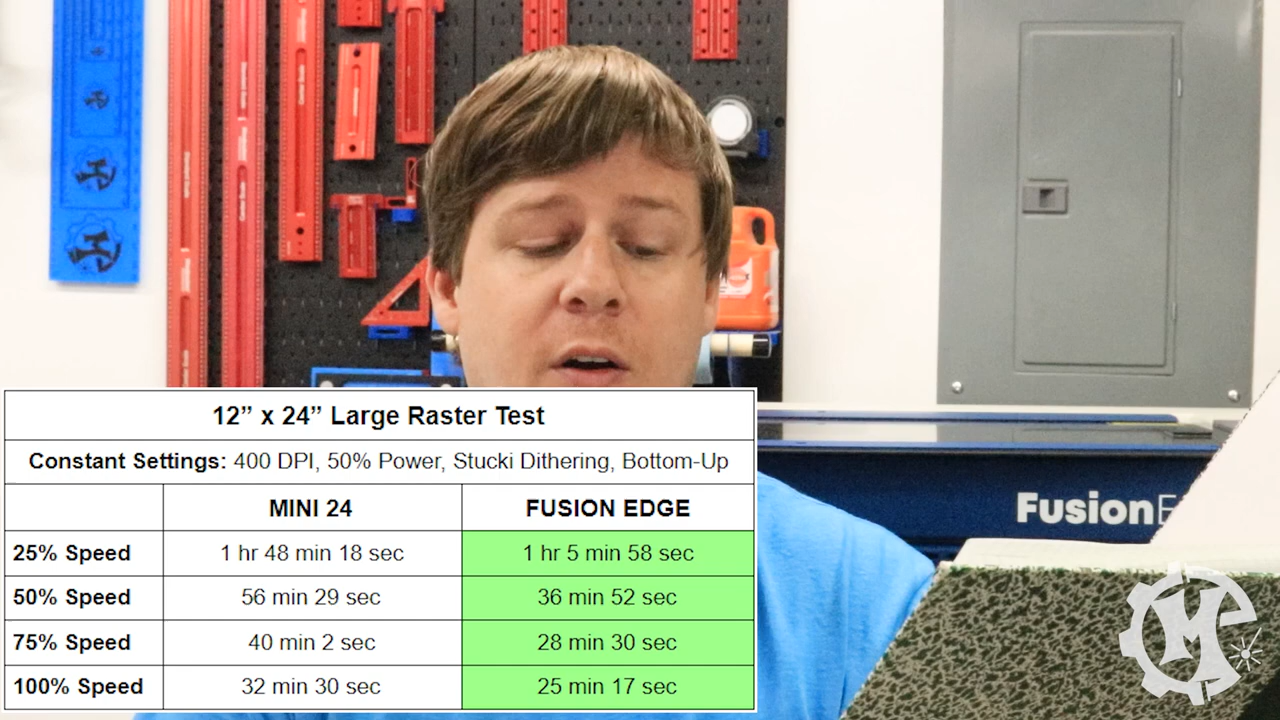 12” x 24” Large Raster Test
Constant Settings: 400 DPI, 50% Power, Stucki Dithering, Bottom-Up
MINI 24 FUSION EDGE
25% Speed 1 hr 48 min 18 sec 1 hr 5 min 58 sec
50% Speed 56 min 29 sec 36 min 52 sec
75% Speed 40 min 2 sec 28 min 30 sec
100% Speed 32 min 30 sec 25 min 17 sec
FusionE